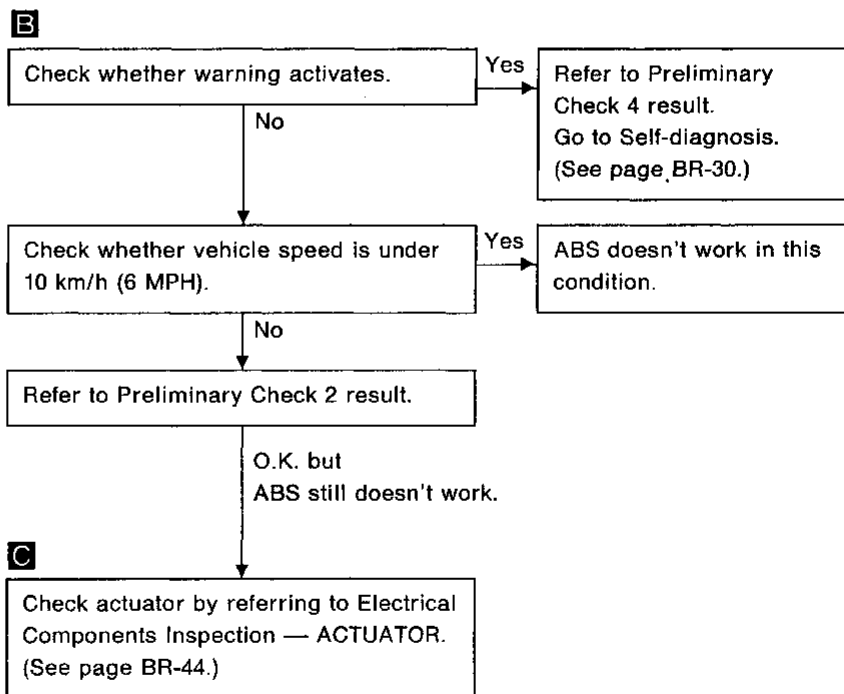 B
Check whether warning activates.
Yes
Refer to Preliminary
Check 4 result.
Go to Self-diagnosis.
(See page BR-30.)
No
Check whether vehicle speed is under
10 km/h (6 MPH).
Yes
ABS doesn't work in this
condition.
No
Refer to Preliminary Check 2 result.
O.K. but
ABS still doesn't work.
C
Check actuator by referring to Electrical
Components Inspection — ACTUATOR.
(See page BR-44.)